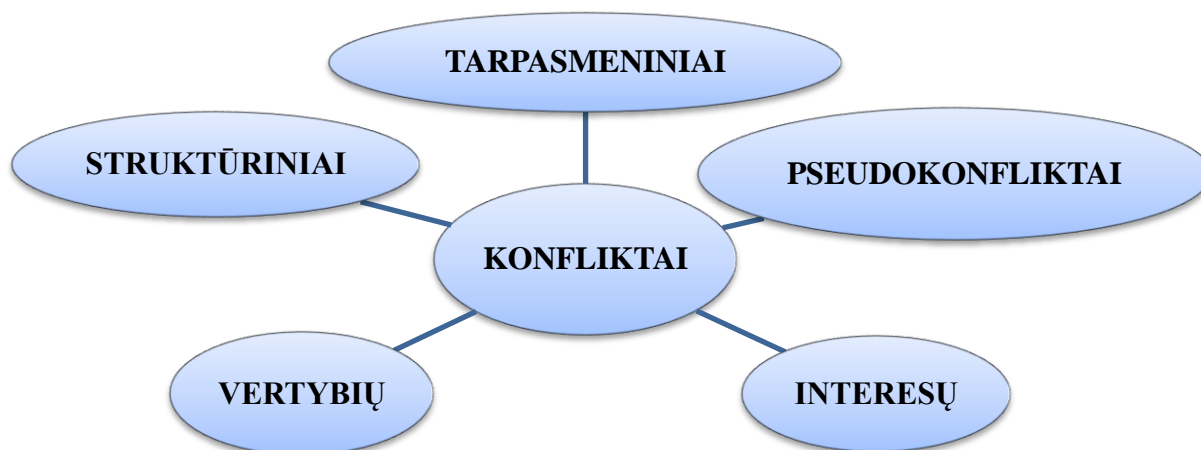 TARPASMENINIAI
STRUKTŪRINIAI
PSEUDOKONFLIKTAI
KONFLIKTAI
VERTYBIŲ
INTERESŲ